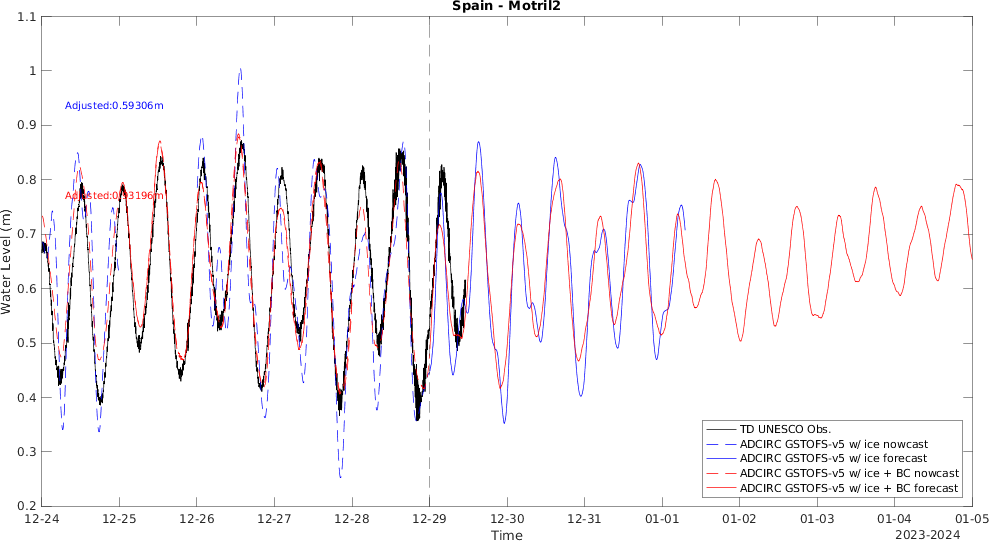 Spain - Motril2
1.1
1
0.9
0.8
0.7
0.6
0.5
0.4
0.3
0.2
Water Level (m)
Adjusted:0.59306m
TD UNESCO Obs.
ADCIRC GSTOFS-v5 w/ ice nowcast
ADCIRC GSTOFS-v5 w/ ice forecast
ADCIRC GSTOFS-v5 w/ ice + BC nowcast
ADCIRC GSTOFS-v5 w/ ice + BC forecast
12-24
12-25
12-26
12-27
12-28
12-29
12-30
12-31
01-01
01-02
01-03
01-04
01-05
Time
2023-2024